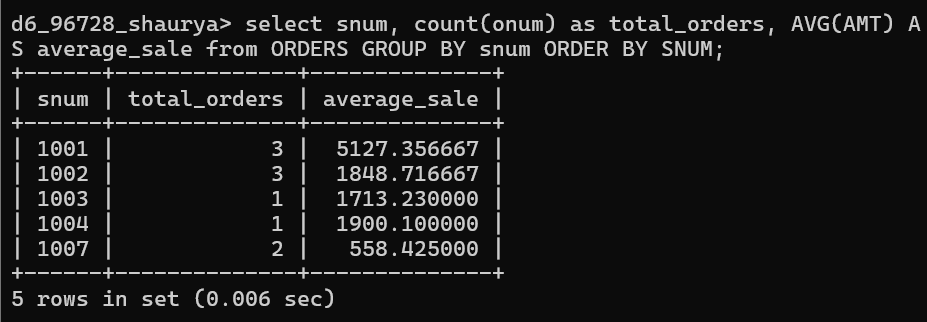 d6_96728_shaurya> select snum, count(onum) as total_orders, AVG(AMT) A
S average_sale from ORDERS GROUP BY snum ORDER BY SNUM;
+------+--------------+--------------+
| snum | total_orders | average_sale |
+------+--------------+--------------+
| 1001 |            3 |  5127.356667 |
| 1002 |            3 |  1848.716667 |
| 1003 |            1 |  1713.230000 |
| 1004 |            1 |  1900.100000 |
| 1007 |            2 |   558.425000 |
+------+--------------+--------------+
5 rows in set (0.006 sec)